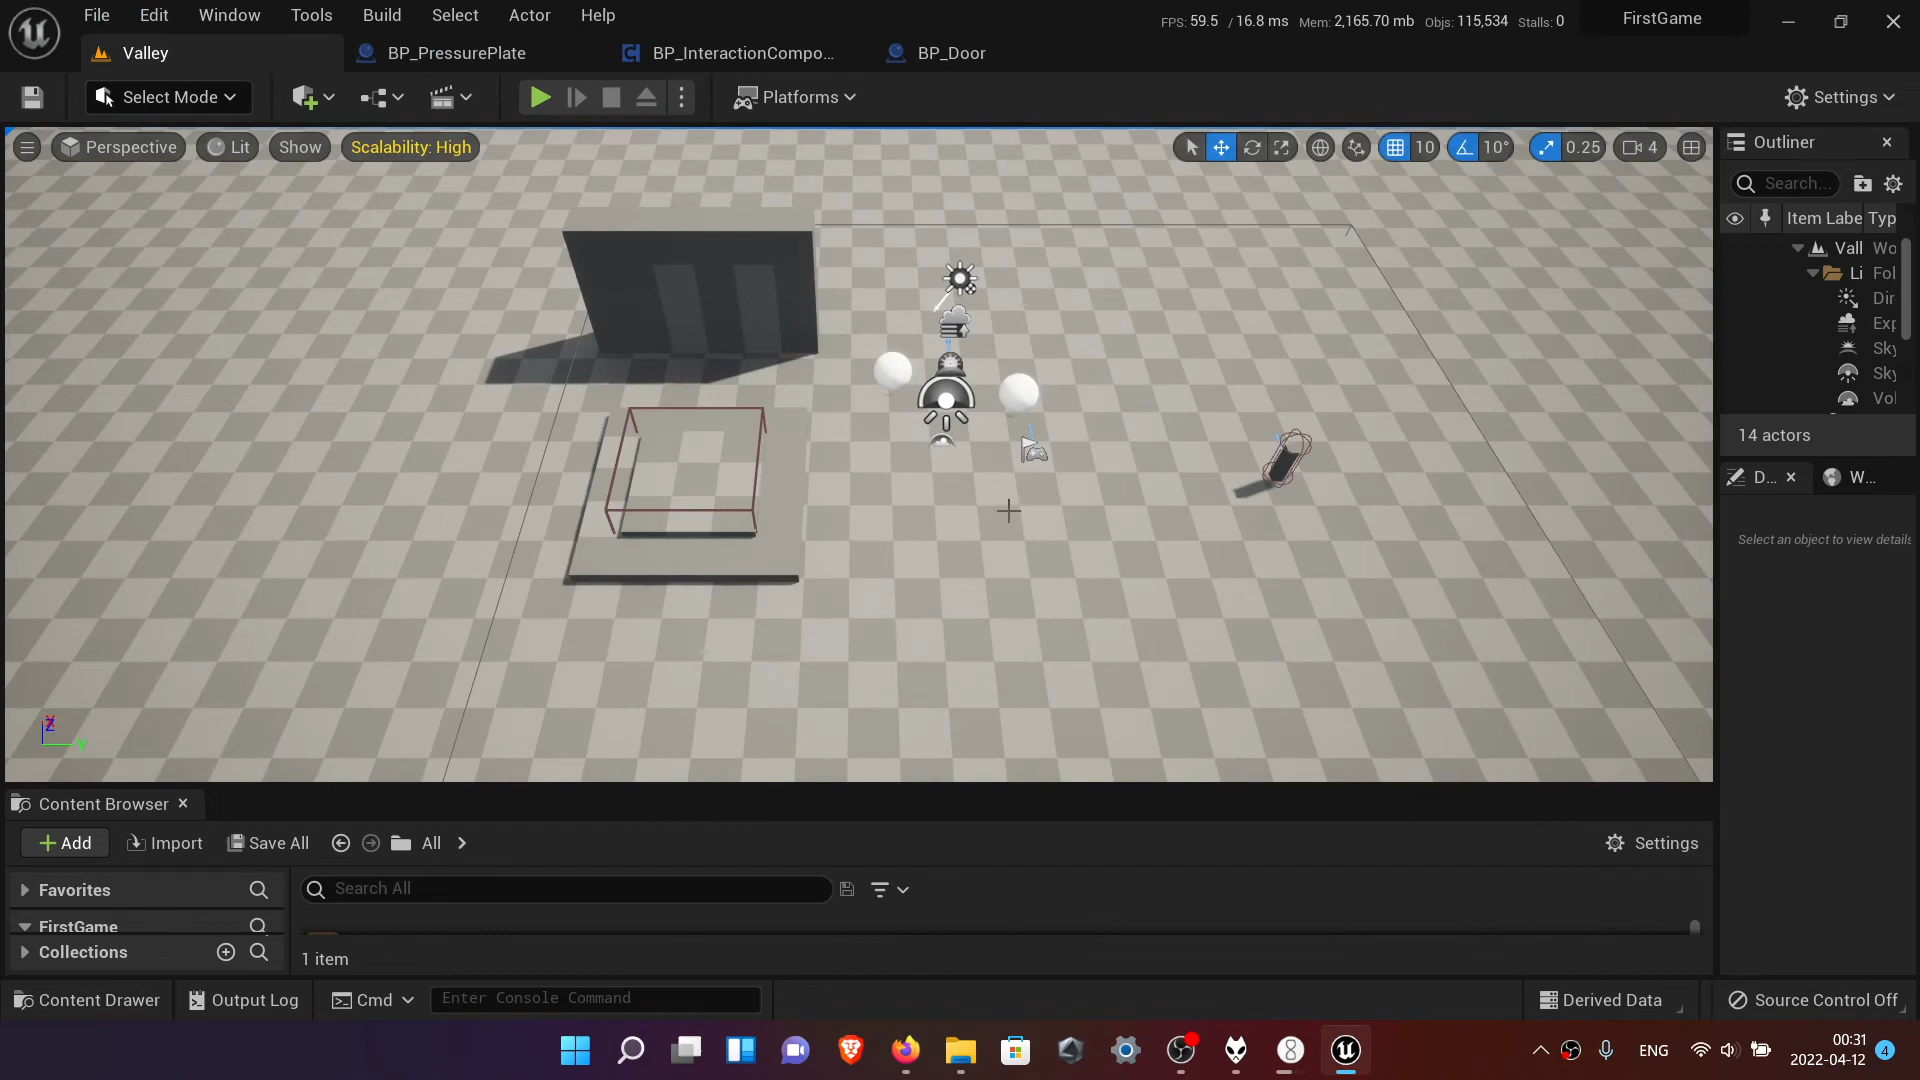 File Edit Window Tools Build Select Actor Help
FPS: 59.5 / 16.8 ms Mem: 2,165.70 mb Objs: 115,534 Stalls: 0
FirstGame
Valley
BP_PressurePlate
BP_InteractionCompo...
BP_Door
Select Mode
Platforms
Settings
Perspective
Lit
Show
Scalability: High
10
10°
0.25
4
Outliner
Search...
Item Labe
Typ
Vall Wo
Li Fol
Dir
Exp
Sky
Sky
Vol
14 actors
D...
W...
Select an object to view details
Z
Y
Content Browser
Add
Import
Save All
All
Settings
Favorites
Search All
FirstGame
Collections
1 item
Content Drawer
Output Log
Cmd
Enter Console Command
Derived Data
Source Control Off
ENG
00:31
2022-04-12
4